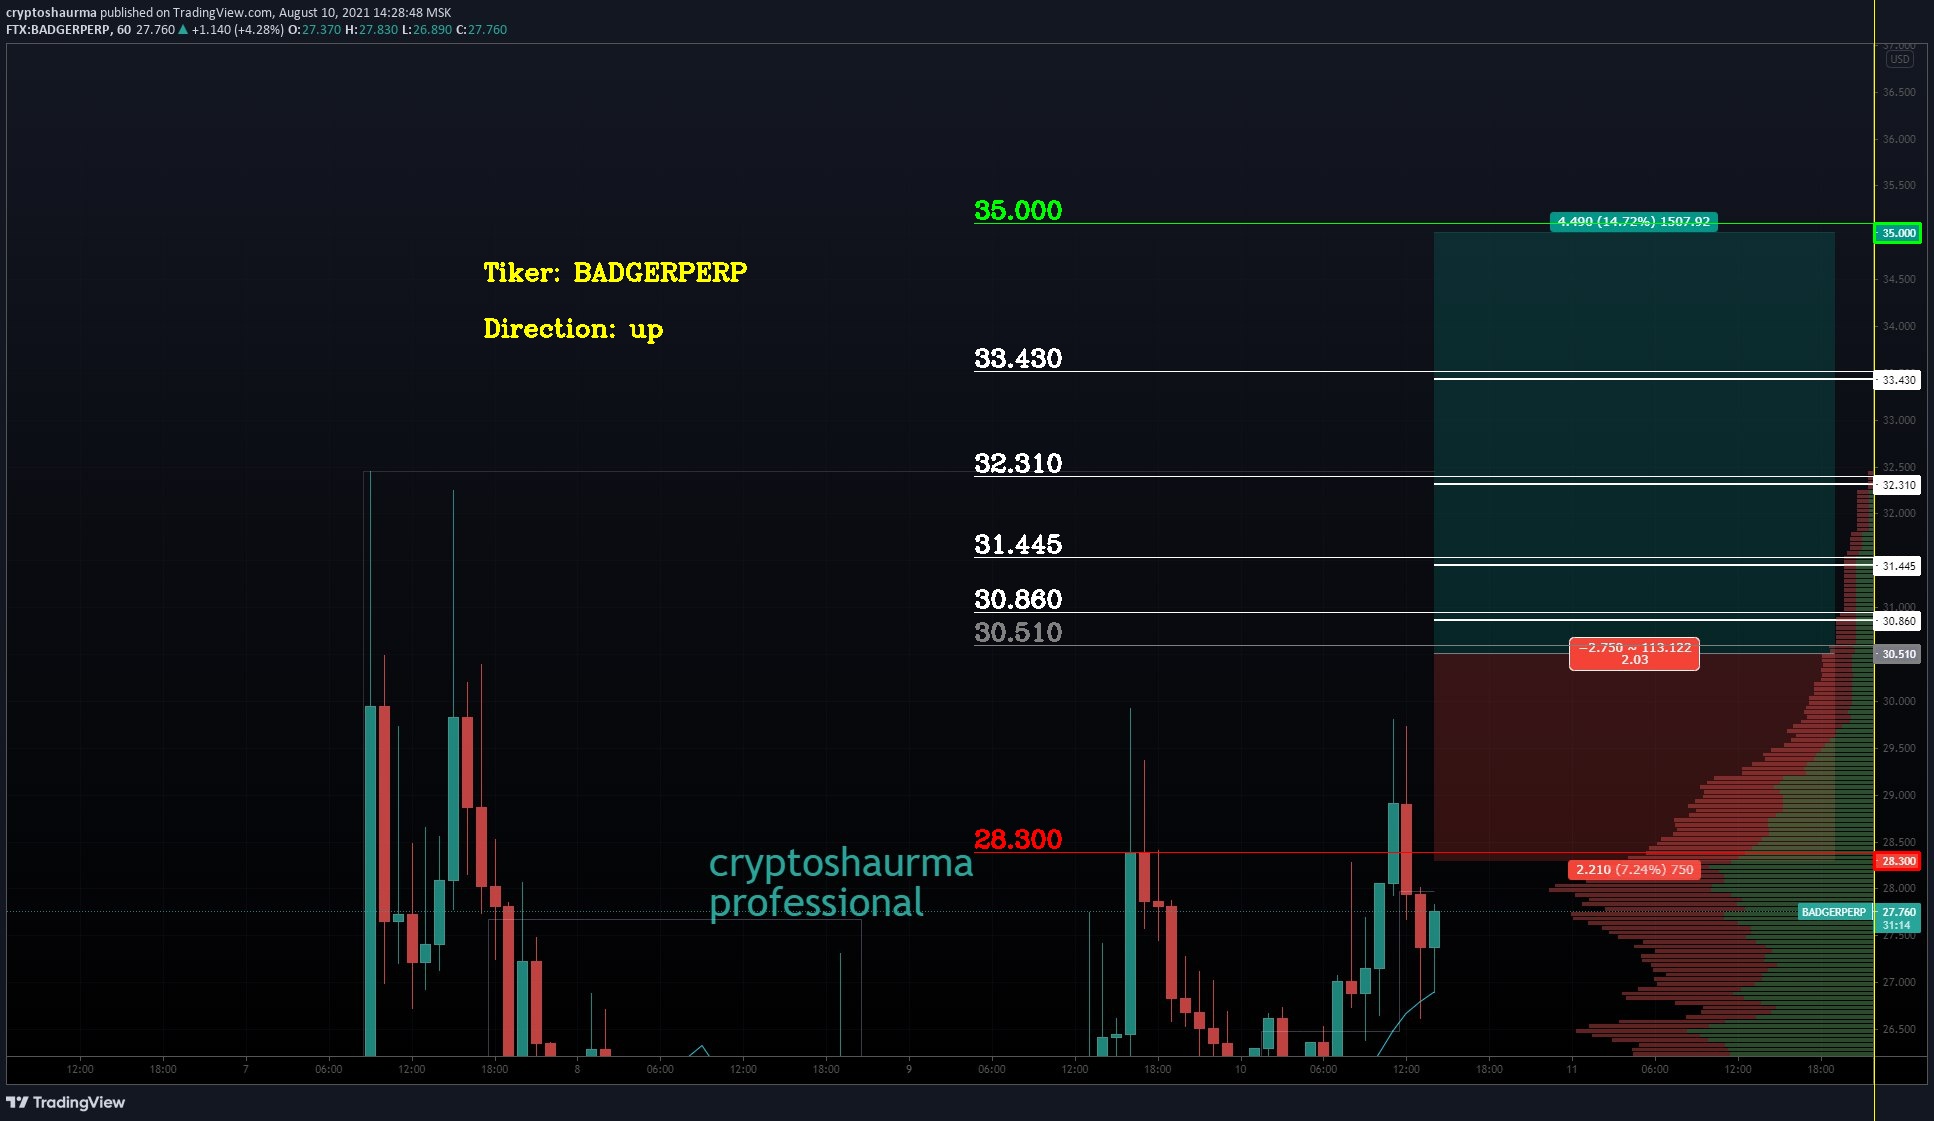 cryptoshaurma published on TradingView.com, August 10, 2021 14:28:48 MSK
FTX:BADGERPERP, 60 27.760 ▲ +1.140 (+4.28%) O:27.370 H:27.830 L:26.890 C:27.760
37.000
USD
36.500
36.000
35.500
35.000
4.490 (14.72%) 1507.92
35.000
Tiker: BADGERPERP
34.500
Direction: up
34.000
33.430
33.430
33.000
32.310
32.500
32.310
32.000
31.445
31.445
30.860
31.000
30.860
30.510
−2.750 ~ 113.122
2.03
30.510
30.000
29.500
29.000
28.300
28.500
28.300
cryptoshaurma
professional
2.210 (7.24%) 750
28.000
BADGERPERP
27.760
31:14
27.500
27.000
26.500
12:00 18:00 7 06:00 12:00 18:00 8 06:00 12:00 18:00 9 06:00 12:00 18:00 10 06:00 12:00 18:00 11 06:00 12:00 18:00
TradingView